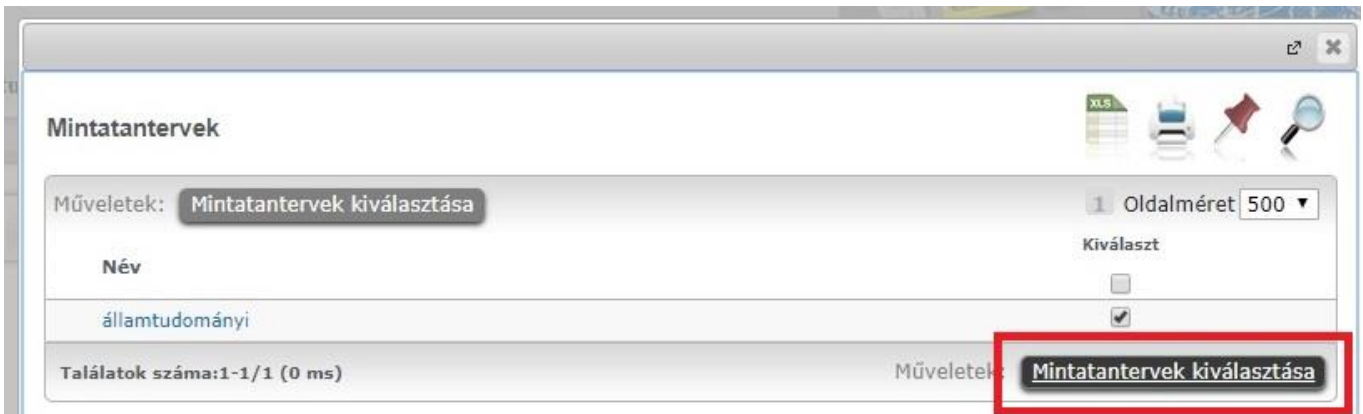 Mintatantervek
XLS
Műveletek: Mintatantervek kiválasztása 1 Oldalméret 500
Név Kiválaszt
államtudományi
Találatok száma:1-1/1 (0 ms) Műveletek: Mintatantervek kiválasztása